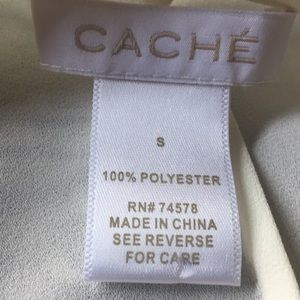 CACHÉ
S
100% POLYESTER
RN# 74578
MADE IN CHINA
SEE REVERSE
FOR CARE